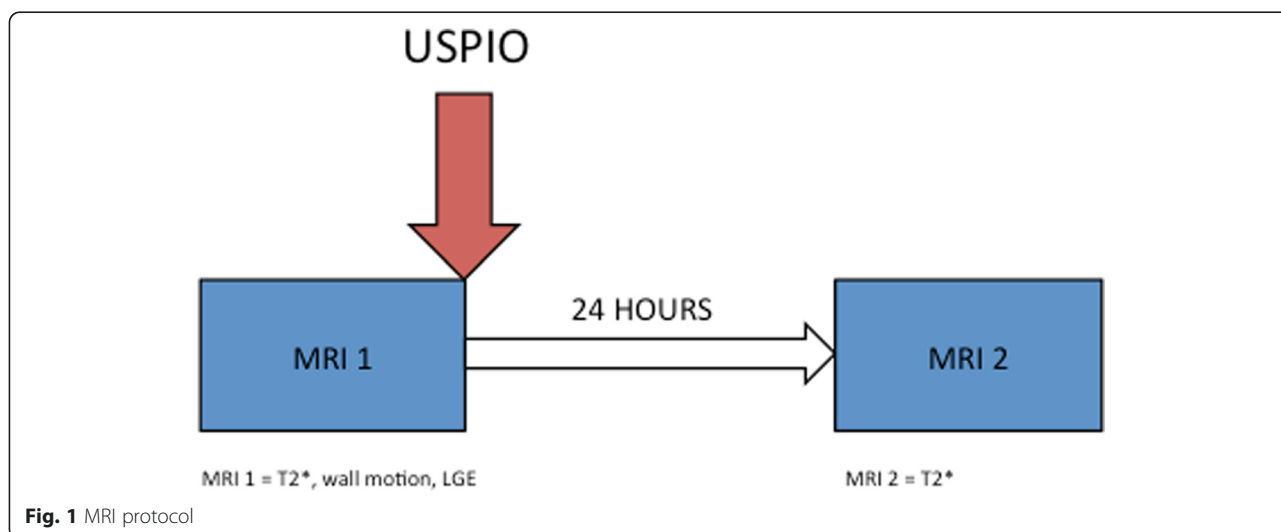 USPIO
24 HOURS
MRI 1
MRI 2
MRI 1 = T2*, wall motion, LGE
MRI 2 = T2*
Fig. 1 MRI protocol